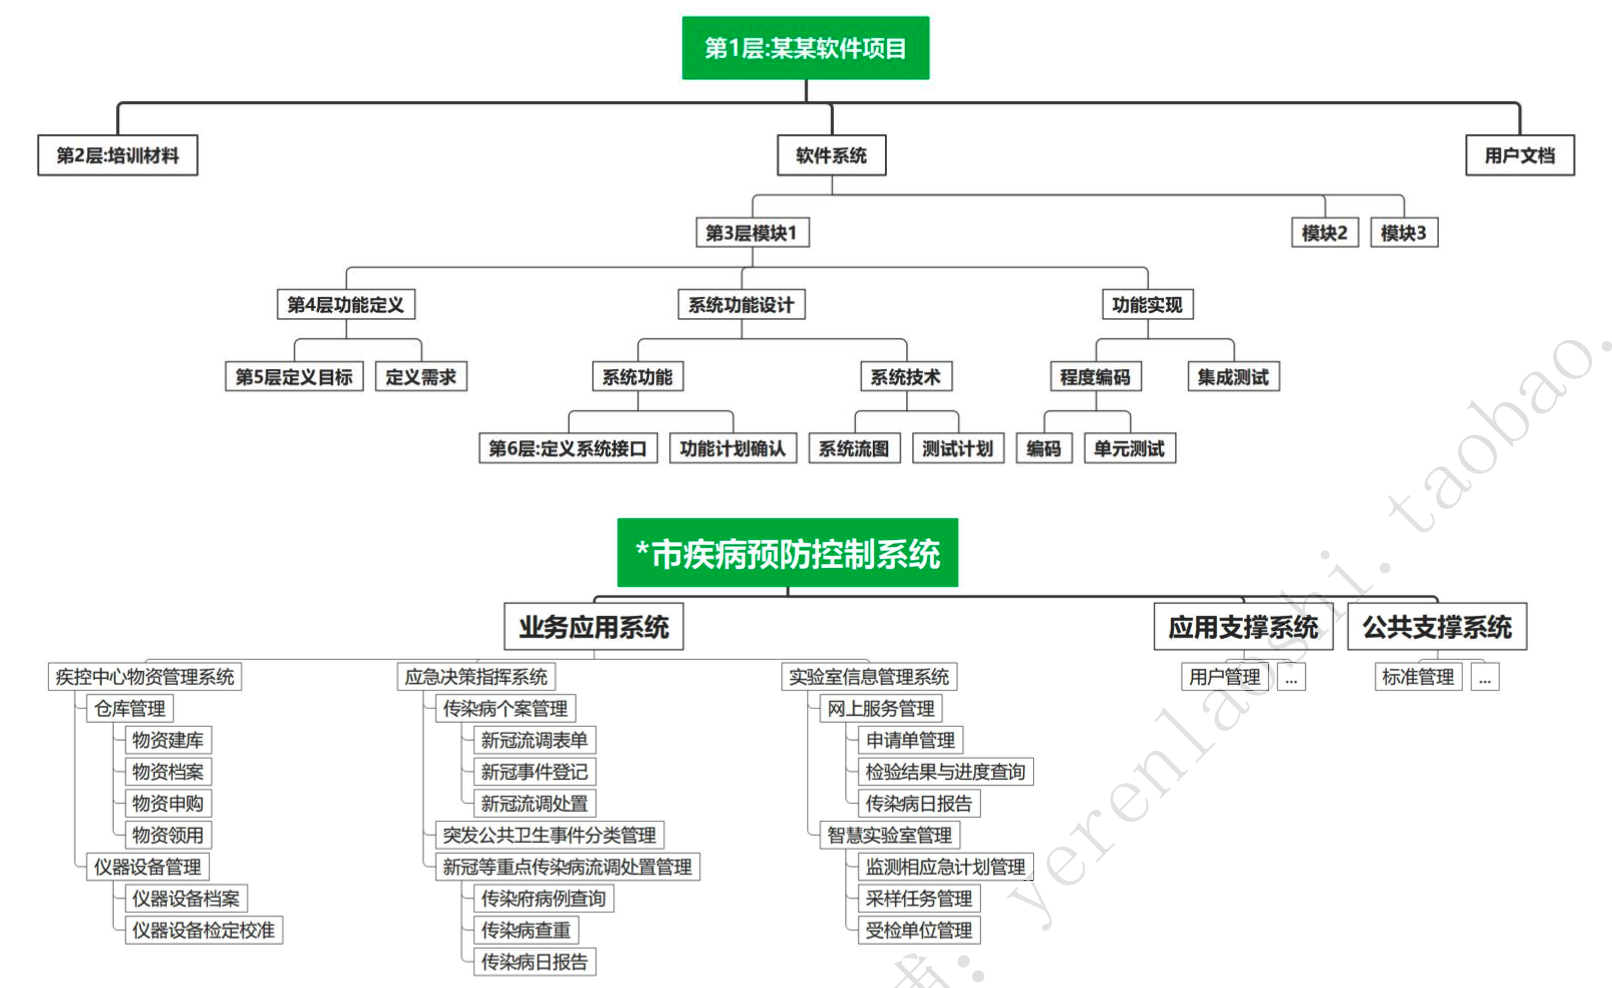 第1层:某某软件项目
第2层:培训材料
软件系统
用户文档
第3层模块1
模块2
模块3
第4层功能定义
系统功能设计
功能实现
第5层定义目标
定义需求
系统功能
系统技术
程度编码
集成测试
第6层:定义系统接口
功能计划确认
系统流图
测试计划
编码
单元测试
*市疾病预防控制系统
业务应用系统
应用支撑系统
公共支撑系统
疾控中心物资管理系统
仓库管理
物资建库
物资档案
物资申购
物资领用
仪器设备管理
仪器设备档案
仪器设备检定校准
应急决策指挥系统
传染病个案管理
新冠流调表单
新冠事件登记
新冠流调处置
突发公共卫生事件分类管理
新冠等重点传染病流调处置管理
传染府病例查询
传染病查重
传染病日报告
实验室信息管理系统
网上服务管理
申请单管理
检验结果与进度查询
传染病日报告
智慧实验室管理
监测相应急计划管理
采样任务管理
受检单位管理
用户管理
...
标准管理
...
: yerenlaoshi.taobao.